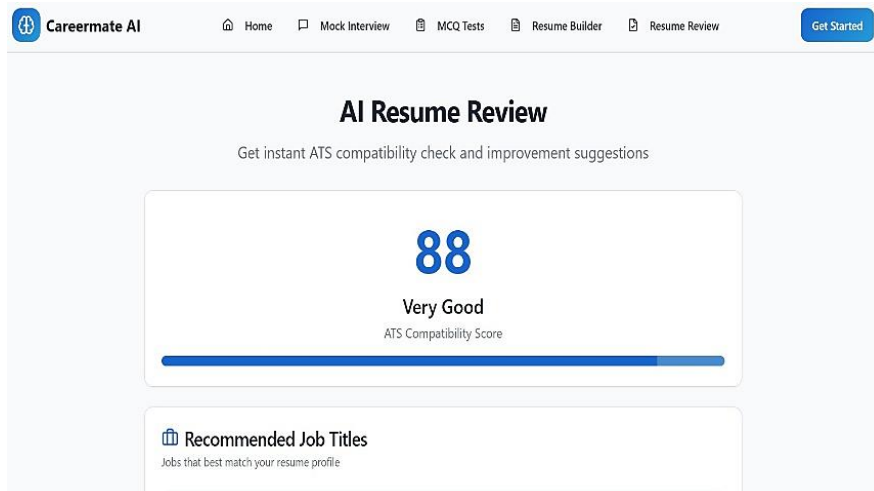 Careermate AI
Home
Mock Interview
MCQ Tests
Resume Builder
Resume Review
Get Started
AI Resume Review
Get instant ATS compatibility check and improvement suggestions
88
Very Good
ATS Compatibility Score
Recommended Job Titles
Jobs that best match your resume profile